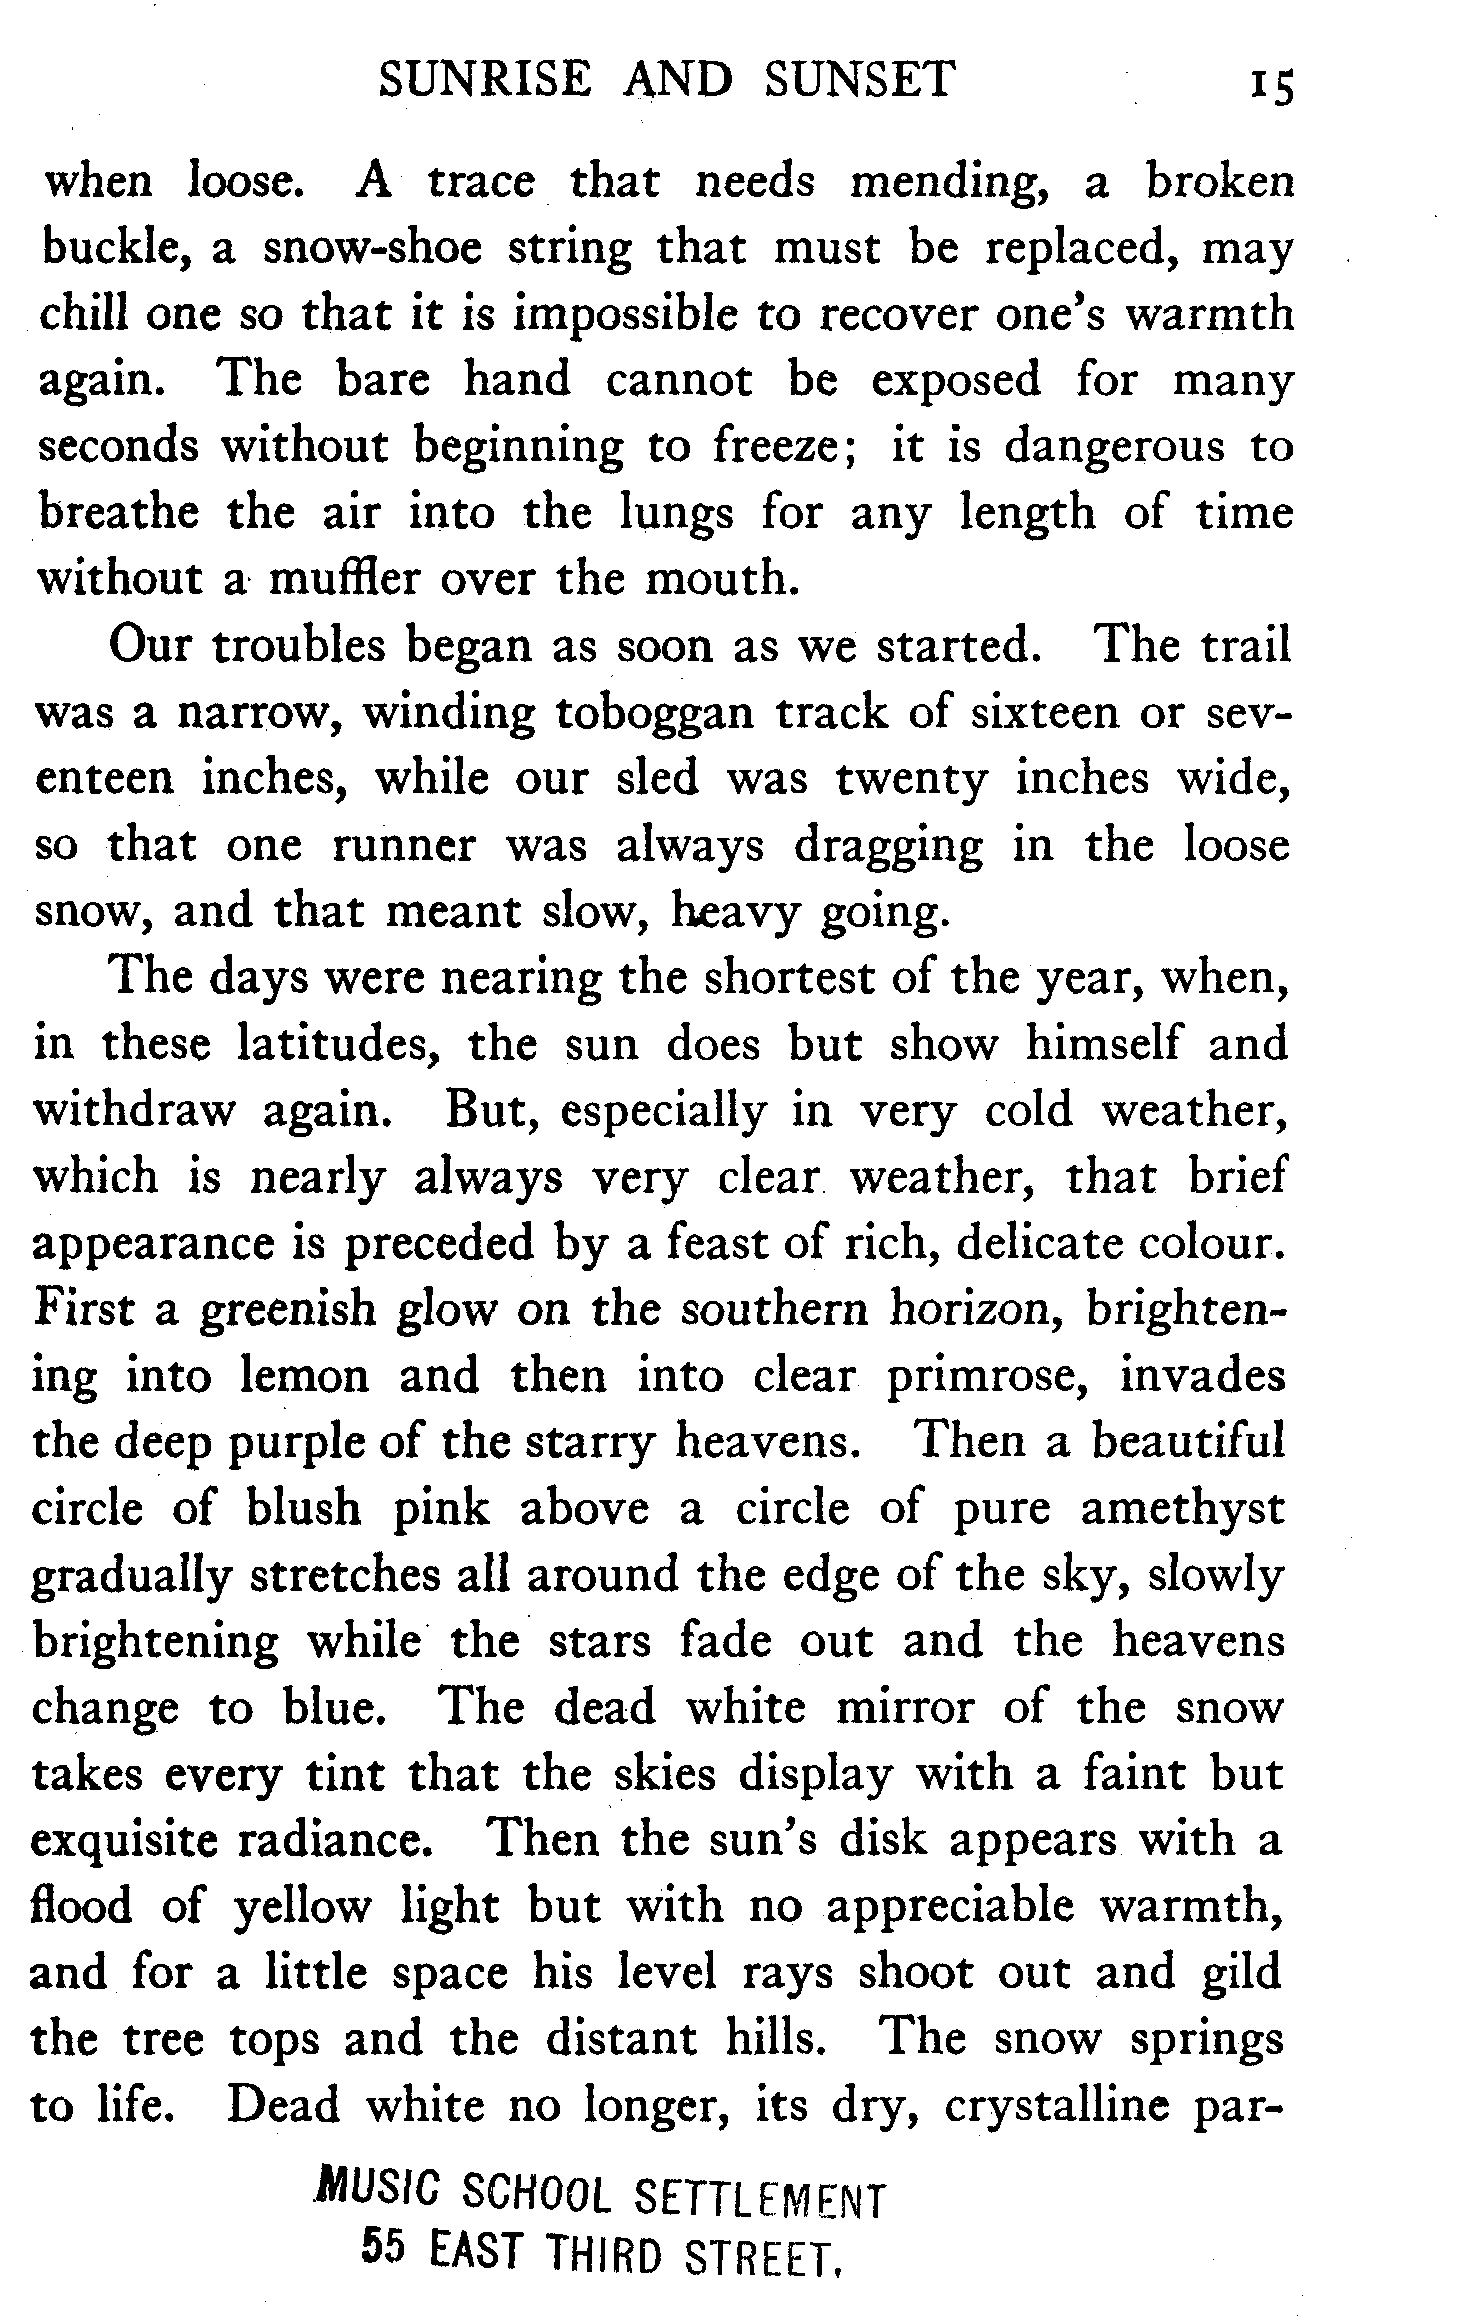 SUNRISE AND SUNSET 15
when loose. A trace that needs mending, a broken
buckle, a snow-shoe string that must be replaced, may
chill one so that it is impossible to recover one's warmth
again. The bare hand cannot be exposed for many
seconds without beginning to freeze; it is dangerous to
breathe the air into the lungs for any length of time
without a muffler over the mouth.
Our troubles began as soon as we started. The trail
was a narrow, winding toboggan track of sixteen or sev-
enteen inches, while our sled was twenty inches wide,
so that one runner was always dragging in the loose
snow, and that meant slow, heavy going.
The days were nearing the shortest of the year, when,
in these latitudes, the sun does but show himself and
withdraw again. But, especially in very cold weather,
which is nearly always very clear weather, that brief
appearance is preceded by a feast of rich, delicate colour.
First a greenish glow on the southern horizon, brighten-
ing into lemon and then into clear primrose, invades
the deep purple of the starry heavens. Then a beautiful
circle of blush pink above a circle of pure amethyst
gradually stretches all around the edge of the sky, slowly
brightening while the stars fade out and the heavens
change to blue. The dead white mirror of the snow
takes every tint that the skies display with a faint but
exquisite radiance. Then the sun's disk appears with a
flood of yellow light but with no appreciable warmth,
and for a little space his level rays shoot out and gild
the tree tops and the distant hills. The snow springs
to life. Dead white no longer, its dry, crystalline par-
MUSIC SCHOOL SETTLEMENT
55 EAST THIRD STREET.